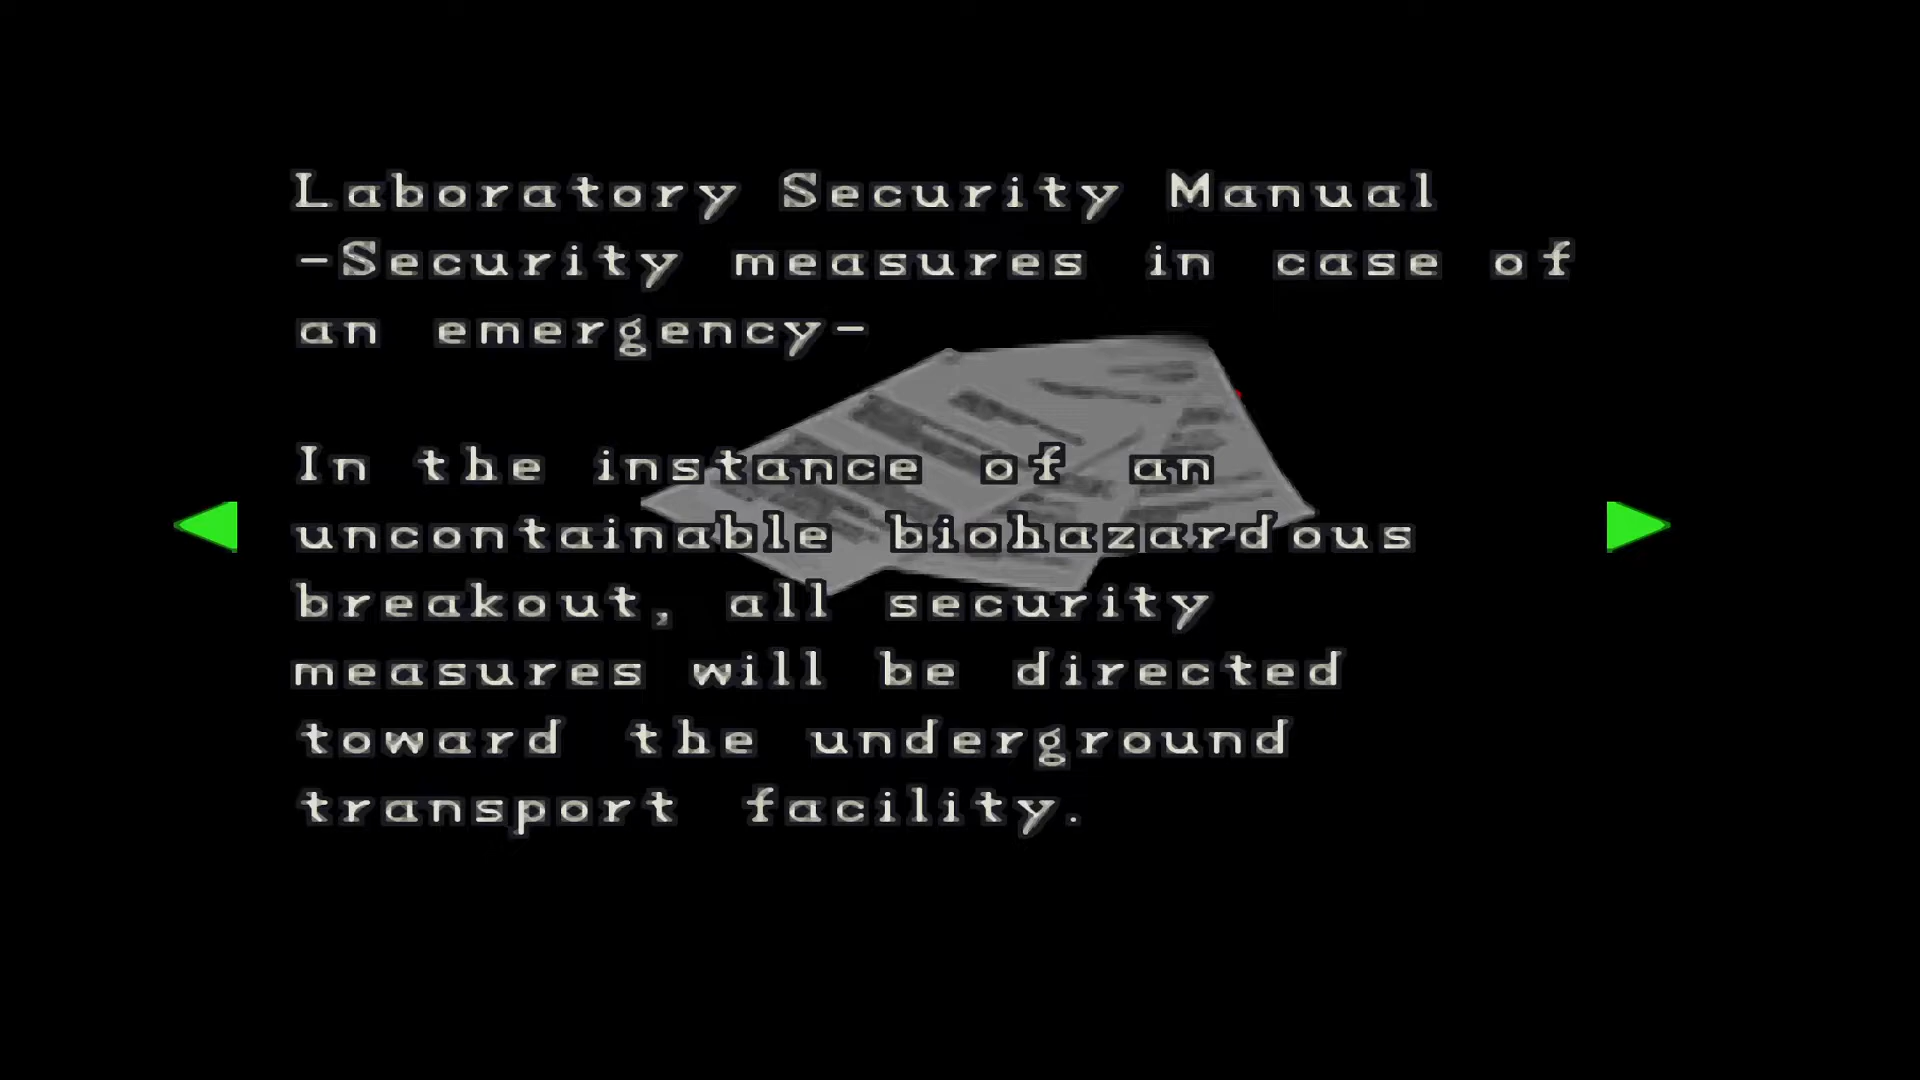 Laboratory Security Manual
-Security measures in case of
an emergency-
In the instance of an
uncontainable biohazardous
breakout, all security
measures will be directed
toward the underground
transport facility.